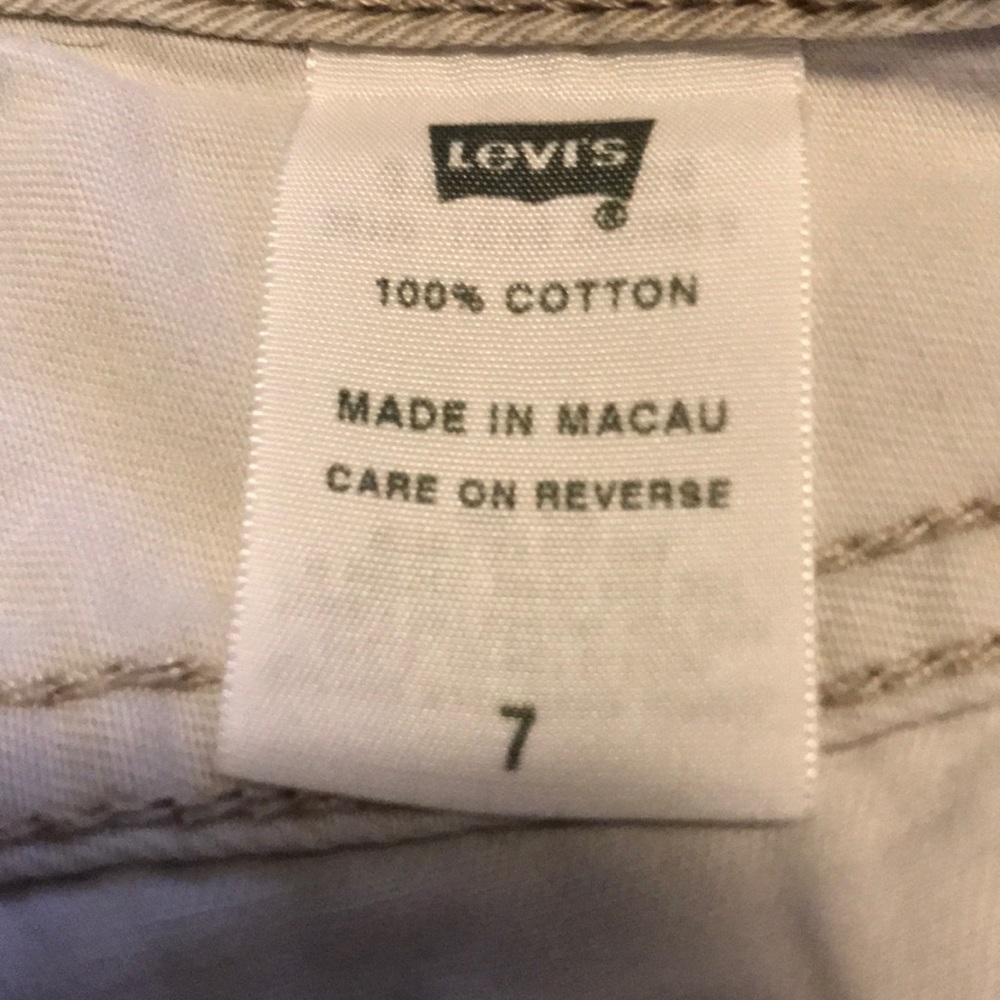 Levi's
®
100% COTTON
MADE IN MACAU
CARE ON REVERSE
7